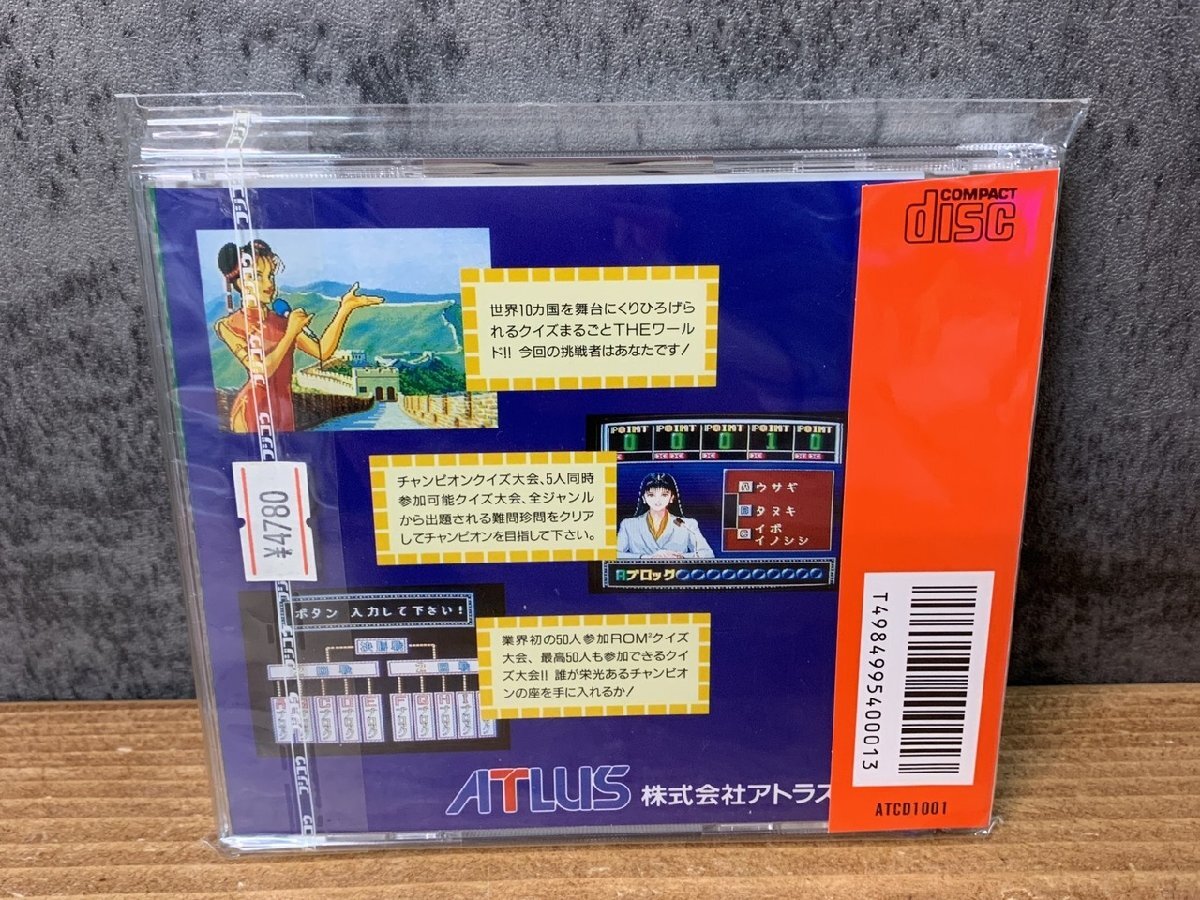 COMPACT
disc
世界10カ国を舞台にくりひろげら
れるクイズまるごとTHEワール
ド!! 今回の挑戦者はあなたです!
POINT POINT POINT POINT POINT
0 0 0 1 0
チャンピオンクイズ大会、5人同時
参加可能クイズ大会、全ジャンル
から出題される難問珍問をクリア
してチャンピオンを目指して下さい。
A ウサギ
B タヌキ
C イボ
イノシシ
Aブロック
¥4780
ボタン 入力して下さい!
決勝
業界初の50人参加ROM²クイズ
大会、最高50人も参加できるクイ
ズ大会!! 誰が栄光あるチャンピオ
ンの座を手に入れるか!
C D E F G H I
ATLUS 株式会社アトラス
T4984995400013
ATCD1001